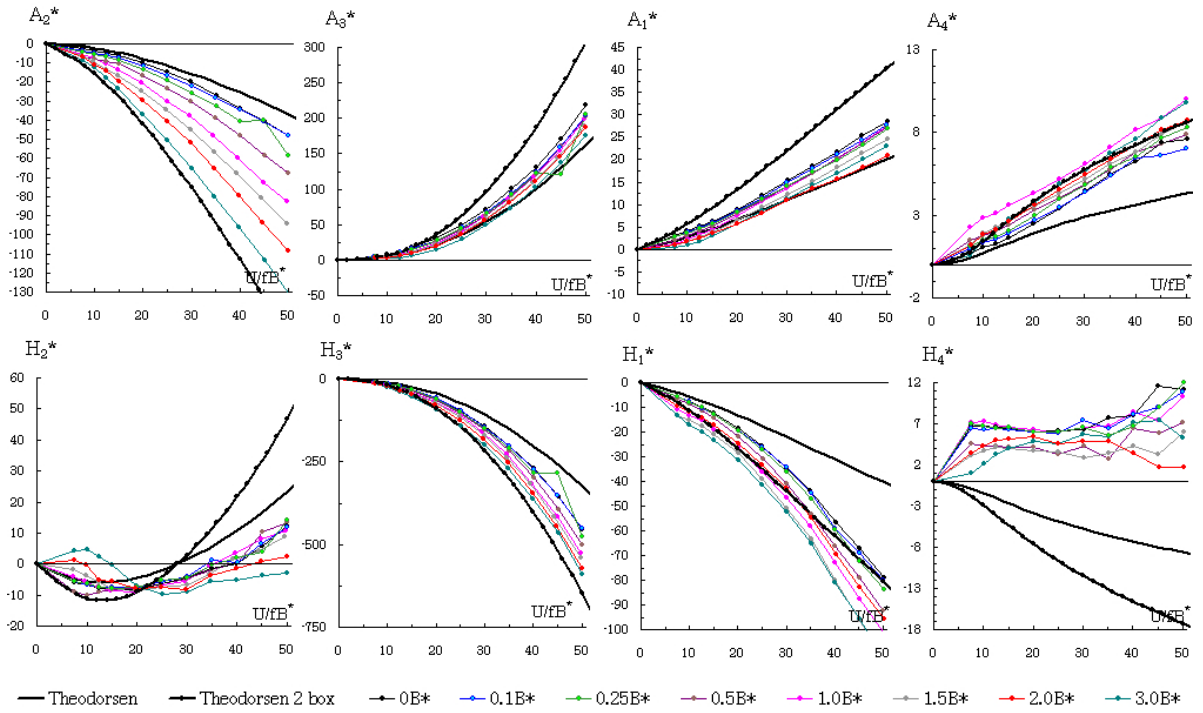 A₂* A₃* A₁* A₄*
0 300 45 13
-10 250 40
-20 35
-30 200 30 8
-40 150 25
-50 20
-60 100 15
-70 10 3
-80 50 5
-90 0 0
-100 -5
-110 -50 -10 -2
-120
-130
U/fB* U/fB* U/fB* U/fB*
0 10 20 30 40 50 0 10 20 30 40 50 0 10 20 30 40 50 0 10 20 30 40 50
H₂* H₃* H₁* H₄*
60 0 0 12
50 -10
40 -20 7
30 -250 -30 2
20 -40 -3
10 -50
0 -500 -60 -8
-10 -70
-20 -750 -80 -13
-90
-100 -18
U/fB* U/fB* U/fB* U/fB*
0 10 20 30 40 50 0 10 20 30 40 50 0 10 20 30 40 50 0 10 20 30 40 50
Theodorsen Theodorsen 2 box 0B* 0.1B* 0.25B* 0.5B* 1.0B* 1.5B* 2.0B* 3.0B*